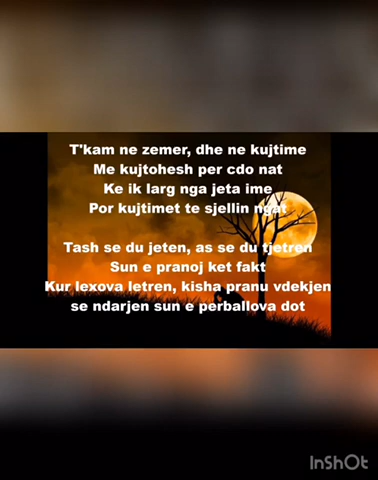 T'kam ne zemer, dhe ne kujtime
Me kujtohesh per cdo nat
Ke ik larg nga jeta ime
Por kujtimet te sjellin ngat
Tash se du jeten, as se du tjetren
Sun e pranoj ket fakt
Kur lexova letren, kisha pranu vdekjen
se ndarjen sun e perballova dot
InShOt